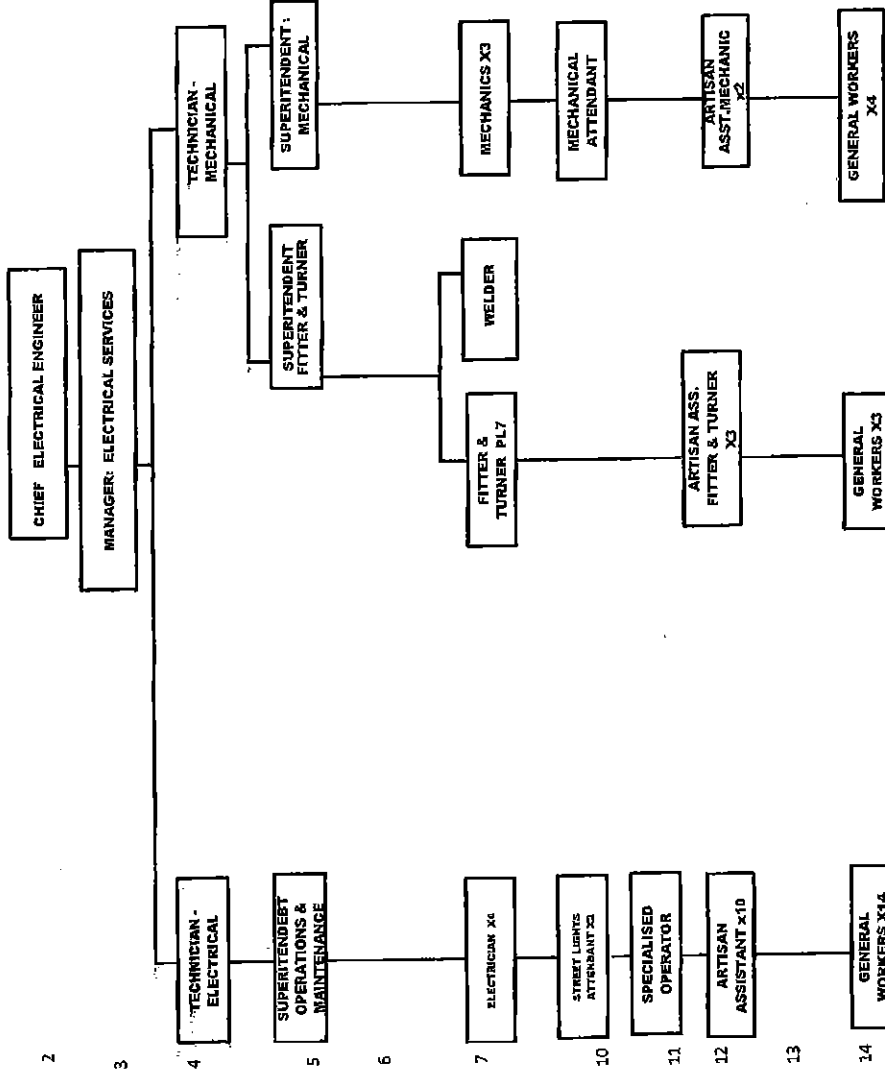 CHIEF ELECTRICAL ENGINEER
MANAGER: ELECTRICAL SERVICES
TECHNICIAN -
ELECTRICAL
TECHNICIAN -
MECHANICAL
SUPERITENDEBT
OPERATIONS &
MAINTENANCE
SUPERITENDENT
FITTER & TURNER
SUPERITENDENT :
MECHANICAL
ELECTRICIAN X4
FITTER &
TURNER PL7
WELDER
MECHANICS X3
STREET LIGHTS
ATTENDANT X2
MECHANICAL
ATTENDANT
SPECIALISED
OPERATOR
ARTISAN
ASSISTANT x10
ARTISAN ASS.
FITTER & TURNER
X3
ARTISAN
ASST.MECHANIC
x2
GENERAL
WORKERS X14
GENERAL
WORKERS X3
GENERAL WORKERS
X4
2
3
4
5
6
7
10
11
12
13
14